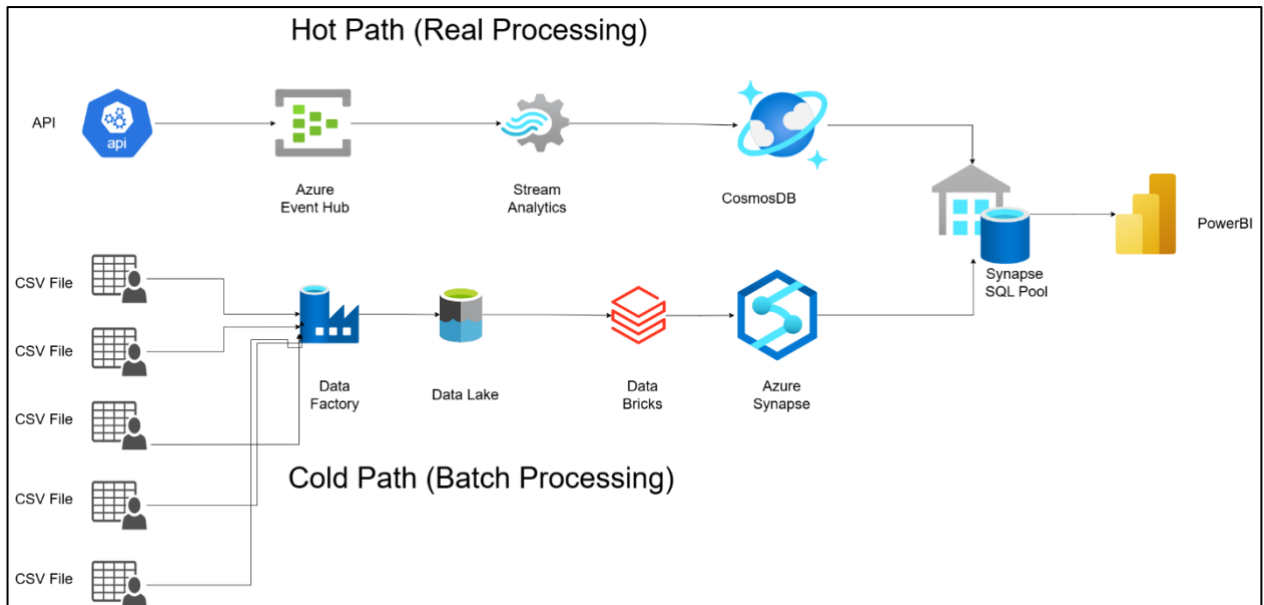 Hot Path (Real Processing)
API
api
Azure
Event Hub
Stream
Analytics
CosmosDB
Synapse
SQL Pool
PowerBI
CSV File
CSV File
CSV File
CSV File
CSV File
Data
Factory
Data Lake
Data
Bricks
Azure
Synapse
Cold Path (Batch Processing)